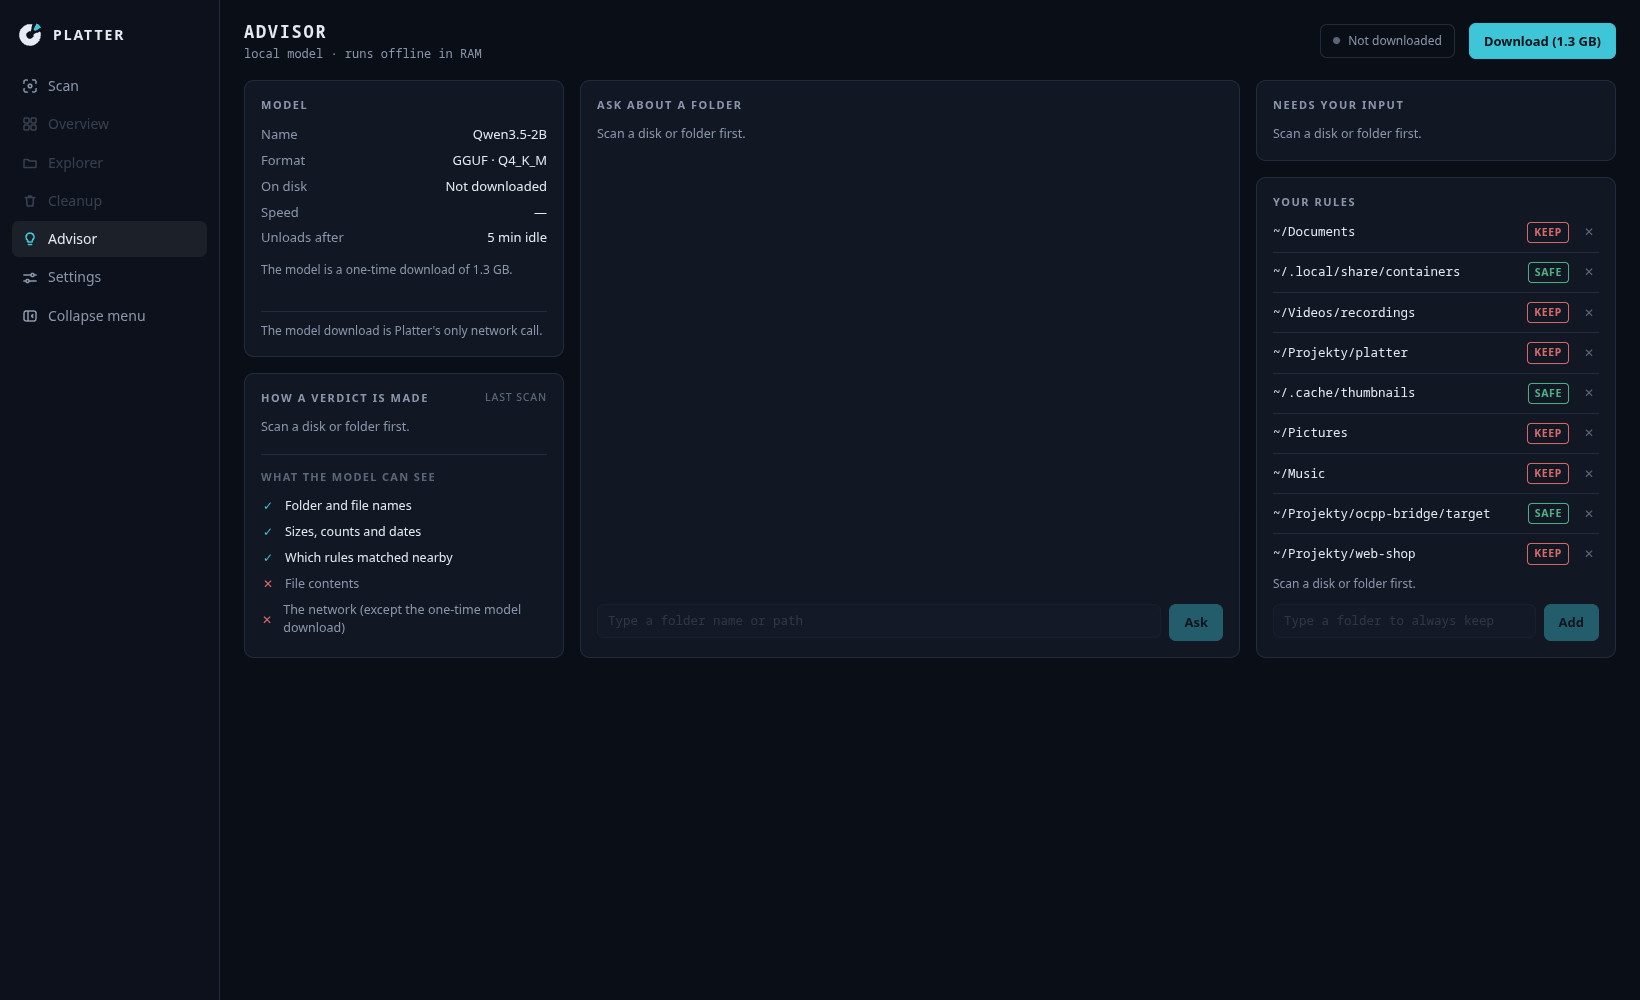 PLATTER
Scan
Overview
Explorer
Cleanup
Advisor
Settings
Collapse menu
ADVISOR
local model · runs offline in RAM
Not downloaded
Download (1.3 GB)
MODEL
Name Qwen3.5-2B
Format GGUF · Q4_K_M
On disk Not downloaded
Speed —
Unloads after 5 min idle
The model is a one-time download of 1.3 GB.
The model download is Platter's only network call.
HOW A VERDICT IS MADE LAST SCAN
Scan a disk or folder first.
WHAT THE MODEL CAN SEE
✓ Folder and file names
✓ Sizes, counts and dates
✓ Which rules matched nearby
✕ File contents
✕ The network (except the one-time model
download)
ASK ABOUT A FOLDER
Scan a disk or folder first.
Type a folder name or path Ask
NEEDS YOUR INPUT
Scan a disk or folder first.
YOUR RULES
~/Documents KEEP ×
~/.local/share/containers SAFE ×
~/Videos/recordings KEEP ×
~/Projekty/platter KEEP ×
~/.cache/thumbnails SAFE ×
~/Pictures KEEP ×
~/Music KEEP ×
~/Projekty/ocpp-bridge/target SAFE ×
~/Projekty/web-shop KEEP ×
Scan a disk or folder first.
Type a folder to always keep Add